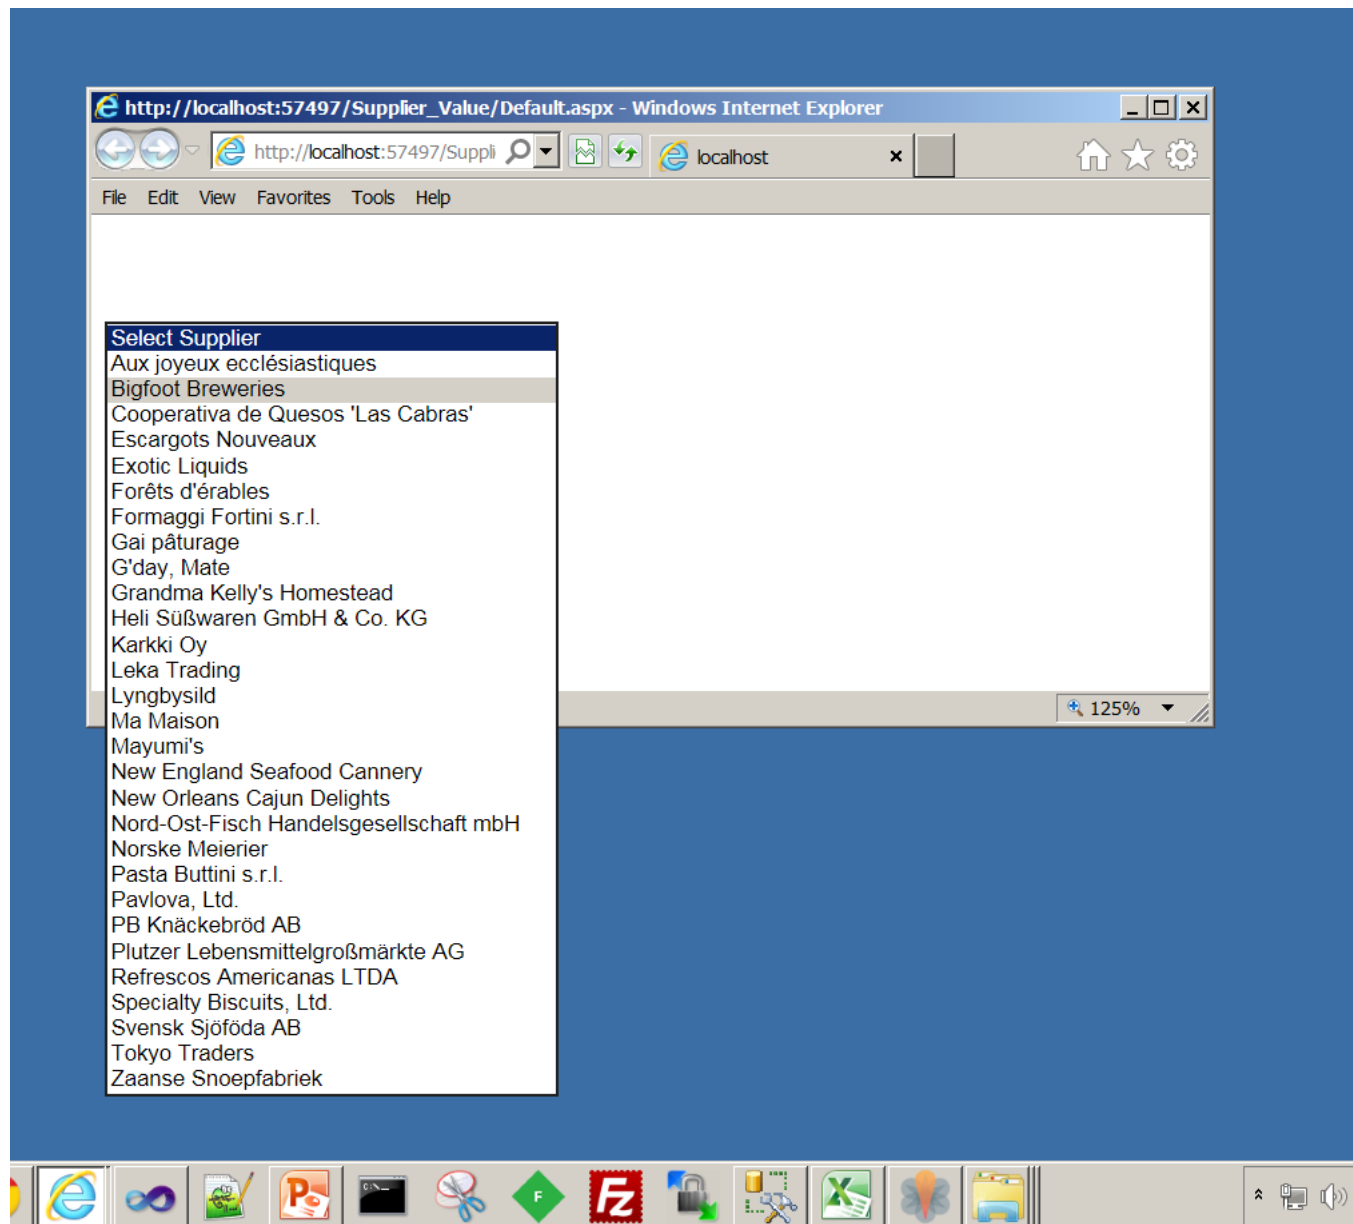 http://localhost:57497/Supplier_Value/Default.aspx - Windows Internet Explorer
http://localhost:57497/Suppli
localhost
File Edit View Favorites Tools Help
Select Supplier
Aux joyeux ecclésiastiques
Bigfoot Breweries
Cooperativa de Quesos 'Las Cabras'
Escargots Nouveaux
Exotic Liquids
Forêts d'érables
Formaggi Fortini s.r.l.
Gai pâturage
G'day, Mate
Grandma Kelly's Homestead
Heli Süßwaren GmbH & Co. KG
Karkki Oy
Leka Trading
Lyngbysild
Ma Maison
Mayumi's
New England Seafood Cannery
New Orleans Cajun Delights
Nord-Ost-Fisch Handelsgesellschaft mbH
Norske Meierier
Pasta Buttini s.r.l.
Pavlova, Ltd.
PB Knäckebröd AB
Plutzer Lebensmittelgroßmärkte AG
Refrescos Americanas LTDA
Specialty Biscuits, Ltd.
Svensk Sjöföda AB
Tokyo Traders
Zaanse Snoepfabriek
125%